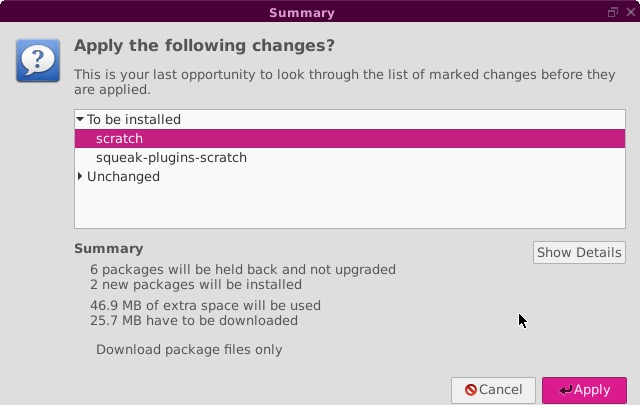 Summary
Apply the following changes?
This is your last opportunity to look through the list of marked changes before they
are applied.
To be installed
scratch
squeak-plugins-scratch
Unchanged
Summary
Show Details
6 packages will be held back and not upgraded
2 new packages will be installed
46.9 MB of extra space will be used
25.7 MB have to be downloaded
Download package files only
Cancel
Apply